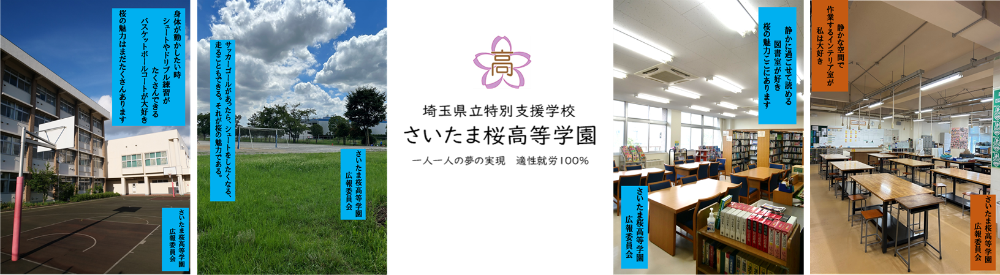 身体が動かしたい時
シュートやドリブル練習が
たくさんできる
バスケットボールコートが大好き
桜の魅力はまだたくさんあります
さいたま桜高等学園
広報委員会
サッカーゴールがあったら、シュートをしたくなる、
走ることもできる。それが桜の魅力である。
さいたま桜高等学園
広報委員会
高
埼玉県立特別支援学校
さいたま桜高等学園
一人一人の夢の実現 適性就労100%
静かに過ごせて読める
図書室が好き
桜の魅力ここにあります
さいたま桜高等学園
広報委員会
静かな空間で
作業するインテリア室が
私は大好き
さいたま桜高等学園
広報委員会